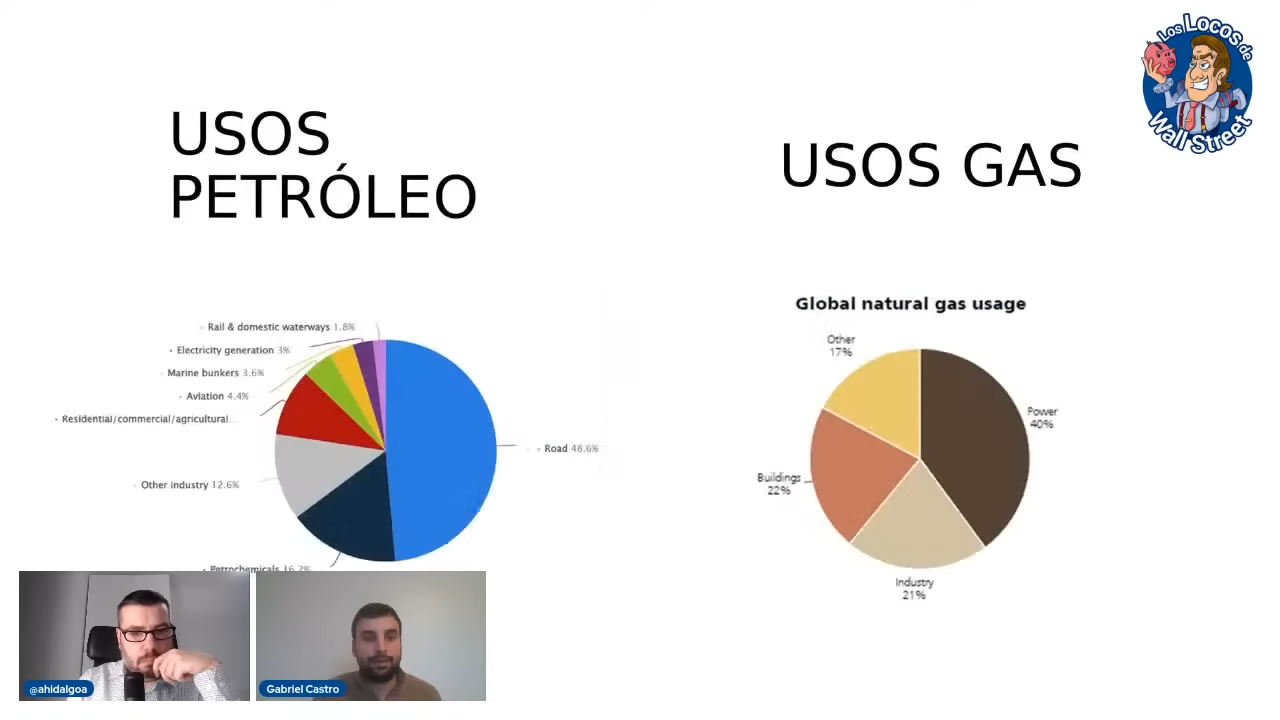 Los Locos de
Wall Street
USOS
PETRÓLEO
USOS GAS
Rail & domestic waterways 1.8%
Electricity generation 3%
Marine bunkers 3.6%
Aviation 4.4%
Residential/commercial/agricultural...
Other industry 12.6%
Petrochemicals 16.2%
Road 48.6%
Global natural gas usage
Other
17%
Power
40%
Buildings
22%
Industry
21%
@ahidalgoa
Gabriel Castro